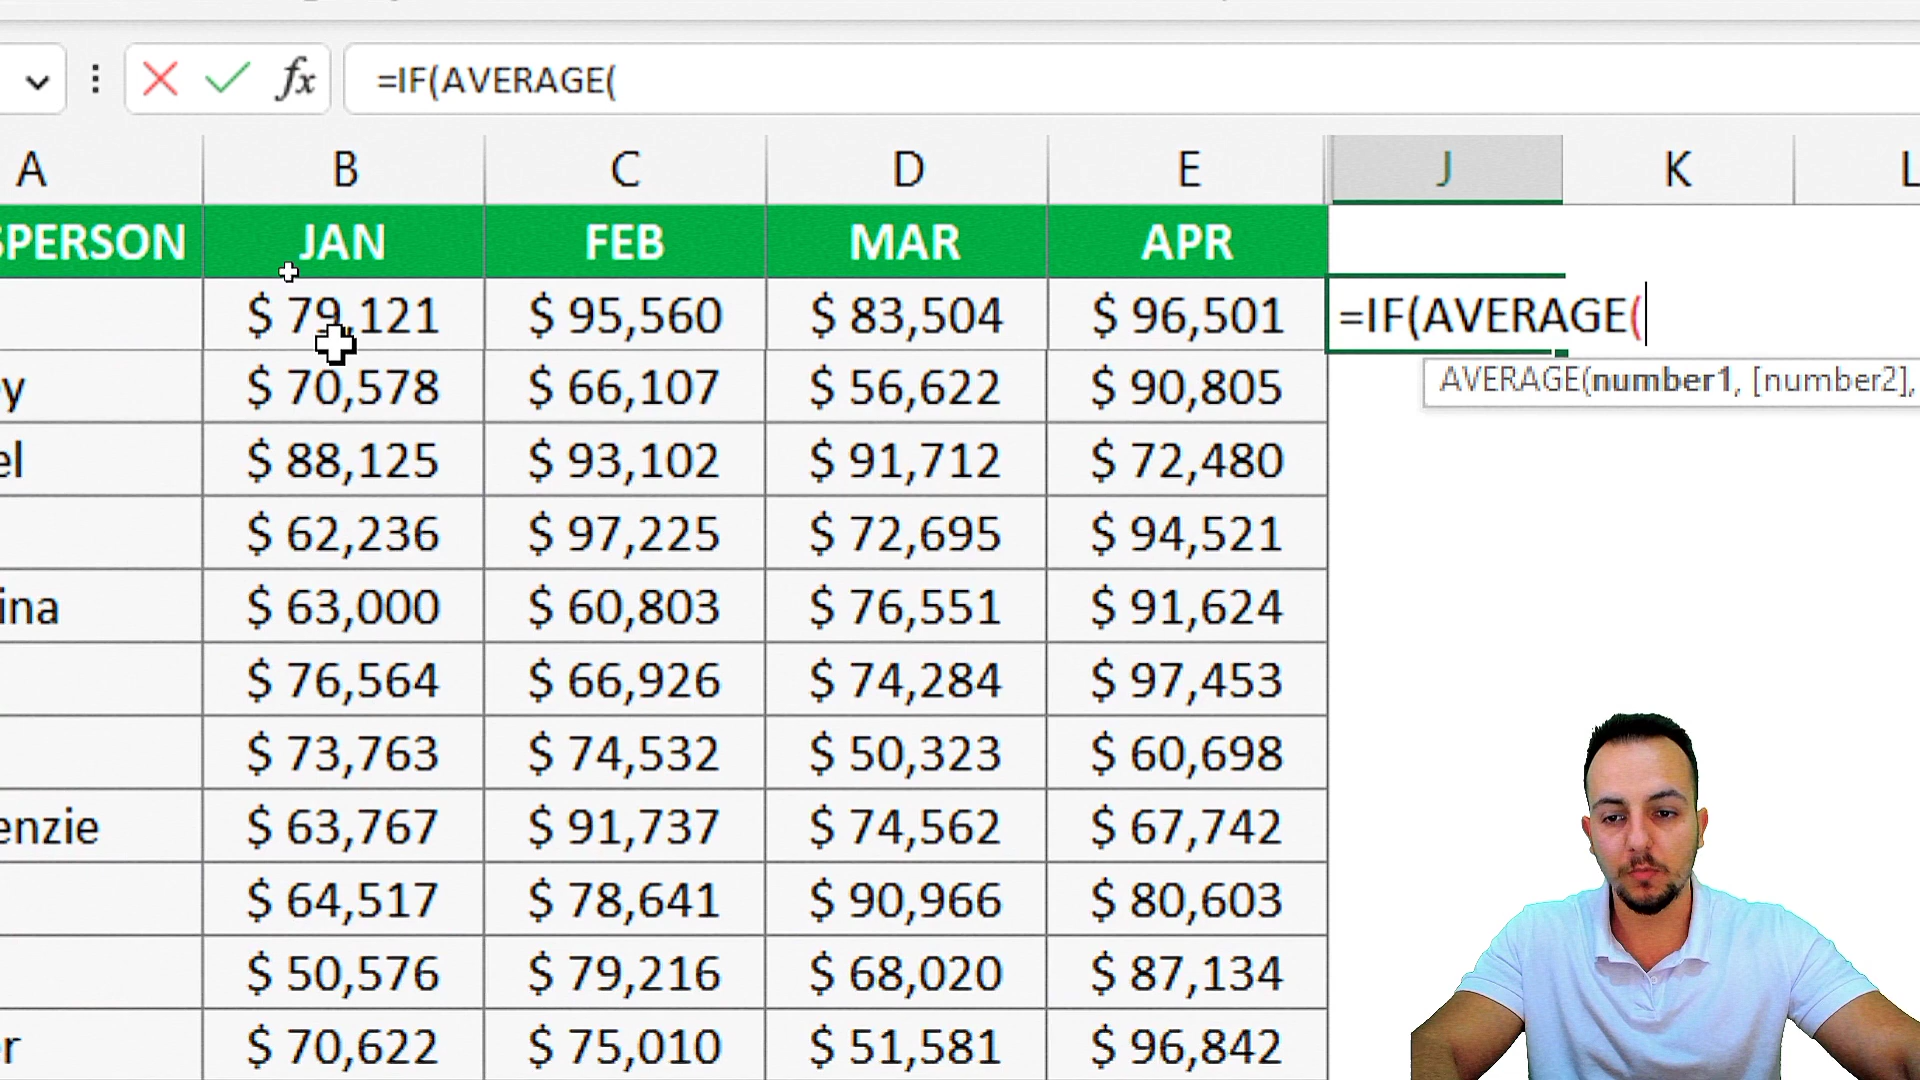 fx =IF(AVERAGE(
A B C D E J K L
SPERSON JAN FEB MAR APR
$ 79,121 $ 95,560 $ 83,504 $ 96,501 =IF(AVERAGE(
AVERAGE(number1, [number2],
y $ 70,578 $ 66,107 $ 56,622 $ 90,805
el $ 88,125 $ 93,102 $ 91,712 $ 72,480
$ 62,236 $ 97,225 $ 72,695 $ 94,521
ina $ 63,000 $ 60,803 $ 76,551 $ 91,624
$ 76,564 $ 66,926 $ 74,284 $ 97,453
$ 73,763 $ 74,532 $ 50,323 $ 60,698
enzie $ 63,767 $ 91,737 $ 74,562 $ 67,742
$ 64,517 $ 78,641 $ 90,966 $ 80,603
$ 50,576 $ 79,216 $ 68,020 $ 87,134
er $ 70,622 $ 75,010 $ 51,581 $ 96,842